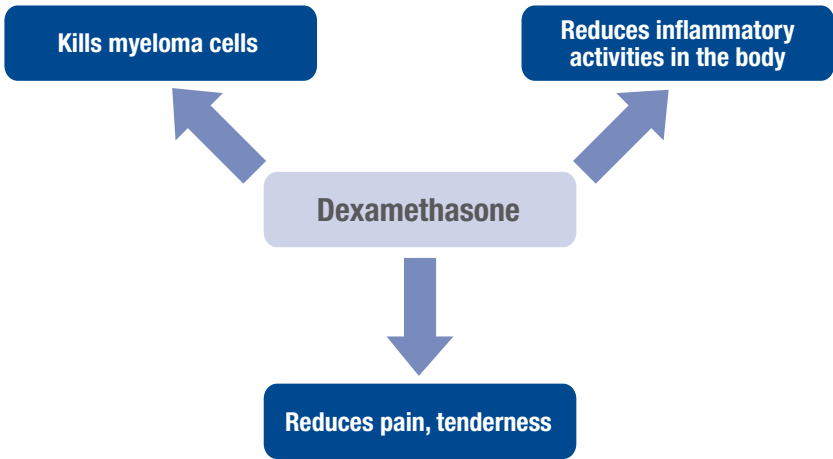 Kills myeloma cells
Reduces inflammatory
activities in the body
Dexamethasone
Reduces pain, tenderness